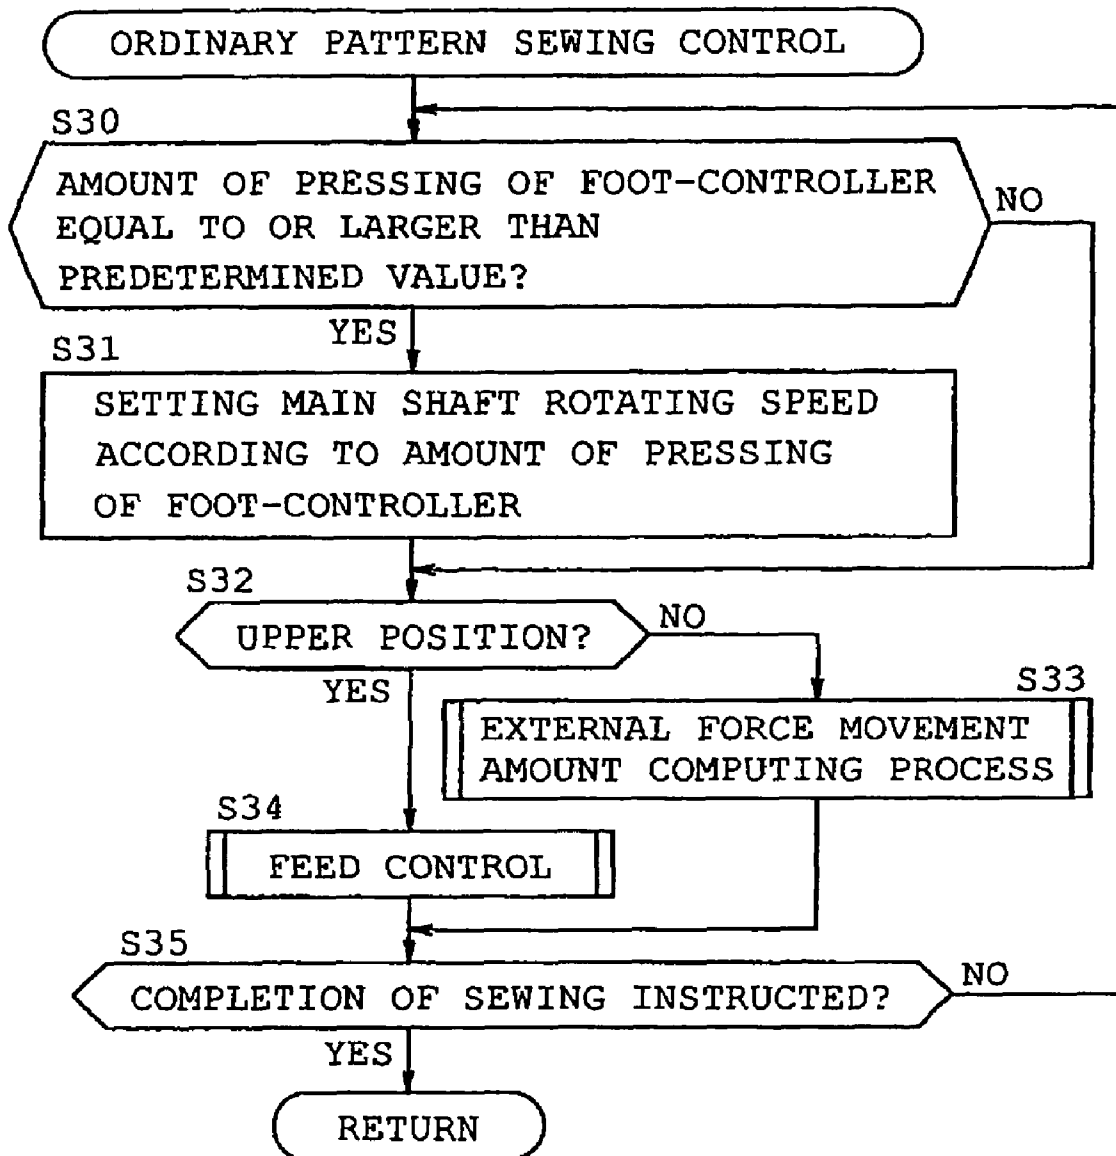 ORDINARY PATTERN SEWING CONTROL
S30
AMOUNT OF PRESSING OF FOOT-CONTROLLER
EQUAL TO OR LARGER THAN
PREDETERMINED VALUE?
NO
YES
S31
SETTING MAIN SHAFT ROTATING SPEED
ACCORDING TO AMOUNT OF PRESSING
OF FOOT-CONTROLLER
S32
UPPER POSITION?
NO
YES
S33
EXTERNAL FORCE MOVEMENT
AMOUNT COMPUTING PROCESS
S34
FEED CONTROL
S35
COMPLETION OF SEWING INSTRUCTED?
NO
YES
RETURN